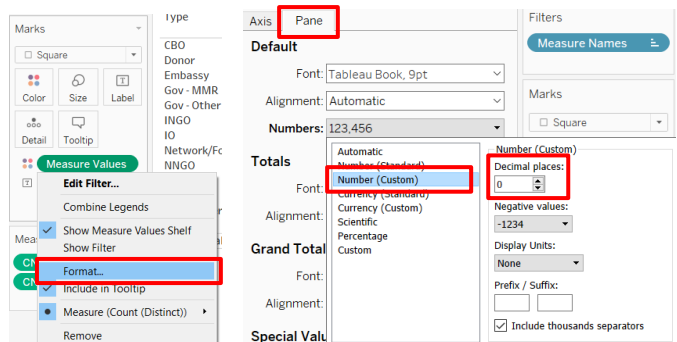 Marks
Square
Color Size Label
Detail Tooltip
Measure Values
Edit Filter...
Combine Legends
Show Measure Values Shelf
Show Filter
Format...
Include in Tooltip
Measure (Count (Distinct))
Remove
Mea
CN
CN
Type
CBO
Donor
Embassy
Gov - MMR
Gov - Other
INGO
IO
Network/Fc
NNGO
Axis Pane
Default
Font: Tableau Book, 9pt
Alignment: Automatic
Numbers: 123,456
Totals
Font:
Alignment:
Grand Total
Font:
Alignment:
Special Valu
Automatic
Number (Standard)
Number (Custom)
Currency (Standard)
Currency (Custom)
Scientific
Percentage
Custom
Filters
Measure Names
Marks
Square
Number (Custom)
Decimal places:
0
Negative values:
-1234
Display Units:
None
Prefix / Suffix:
Include thousands separators